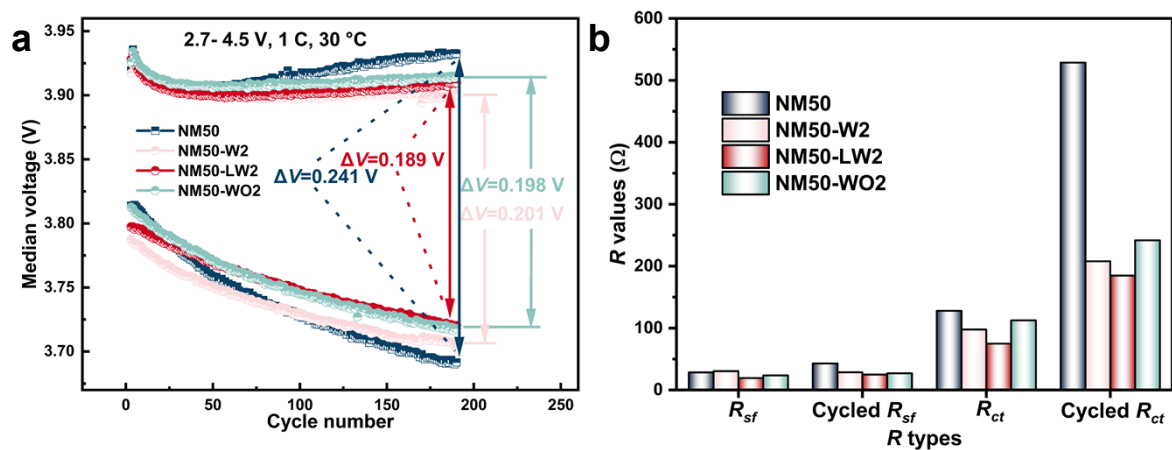 a
2.7- 4.5 V, 1 C, 30 °C
Median voltage (V)
3.95
3.90
3.85
3.80
3.75
3.70
NM50
NM50-W2
NM50-LW2
NM50-WO2
ΔV=0.241 V
ΔV=0.189 V
ΔV=0.198 V
ΔV=0.201 V
0 50 100 150 200 250
Cycle number
b
R values (Ω)
600
500
400
300
200
100
0
NM50
NM50-W2
NM50-LW2
NM50-WO2
Rsf Cycled Rsf Rct Cycled Rct
R types